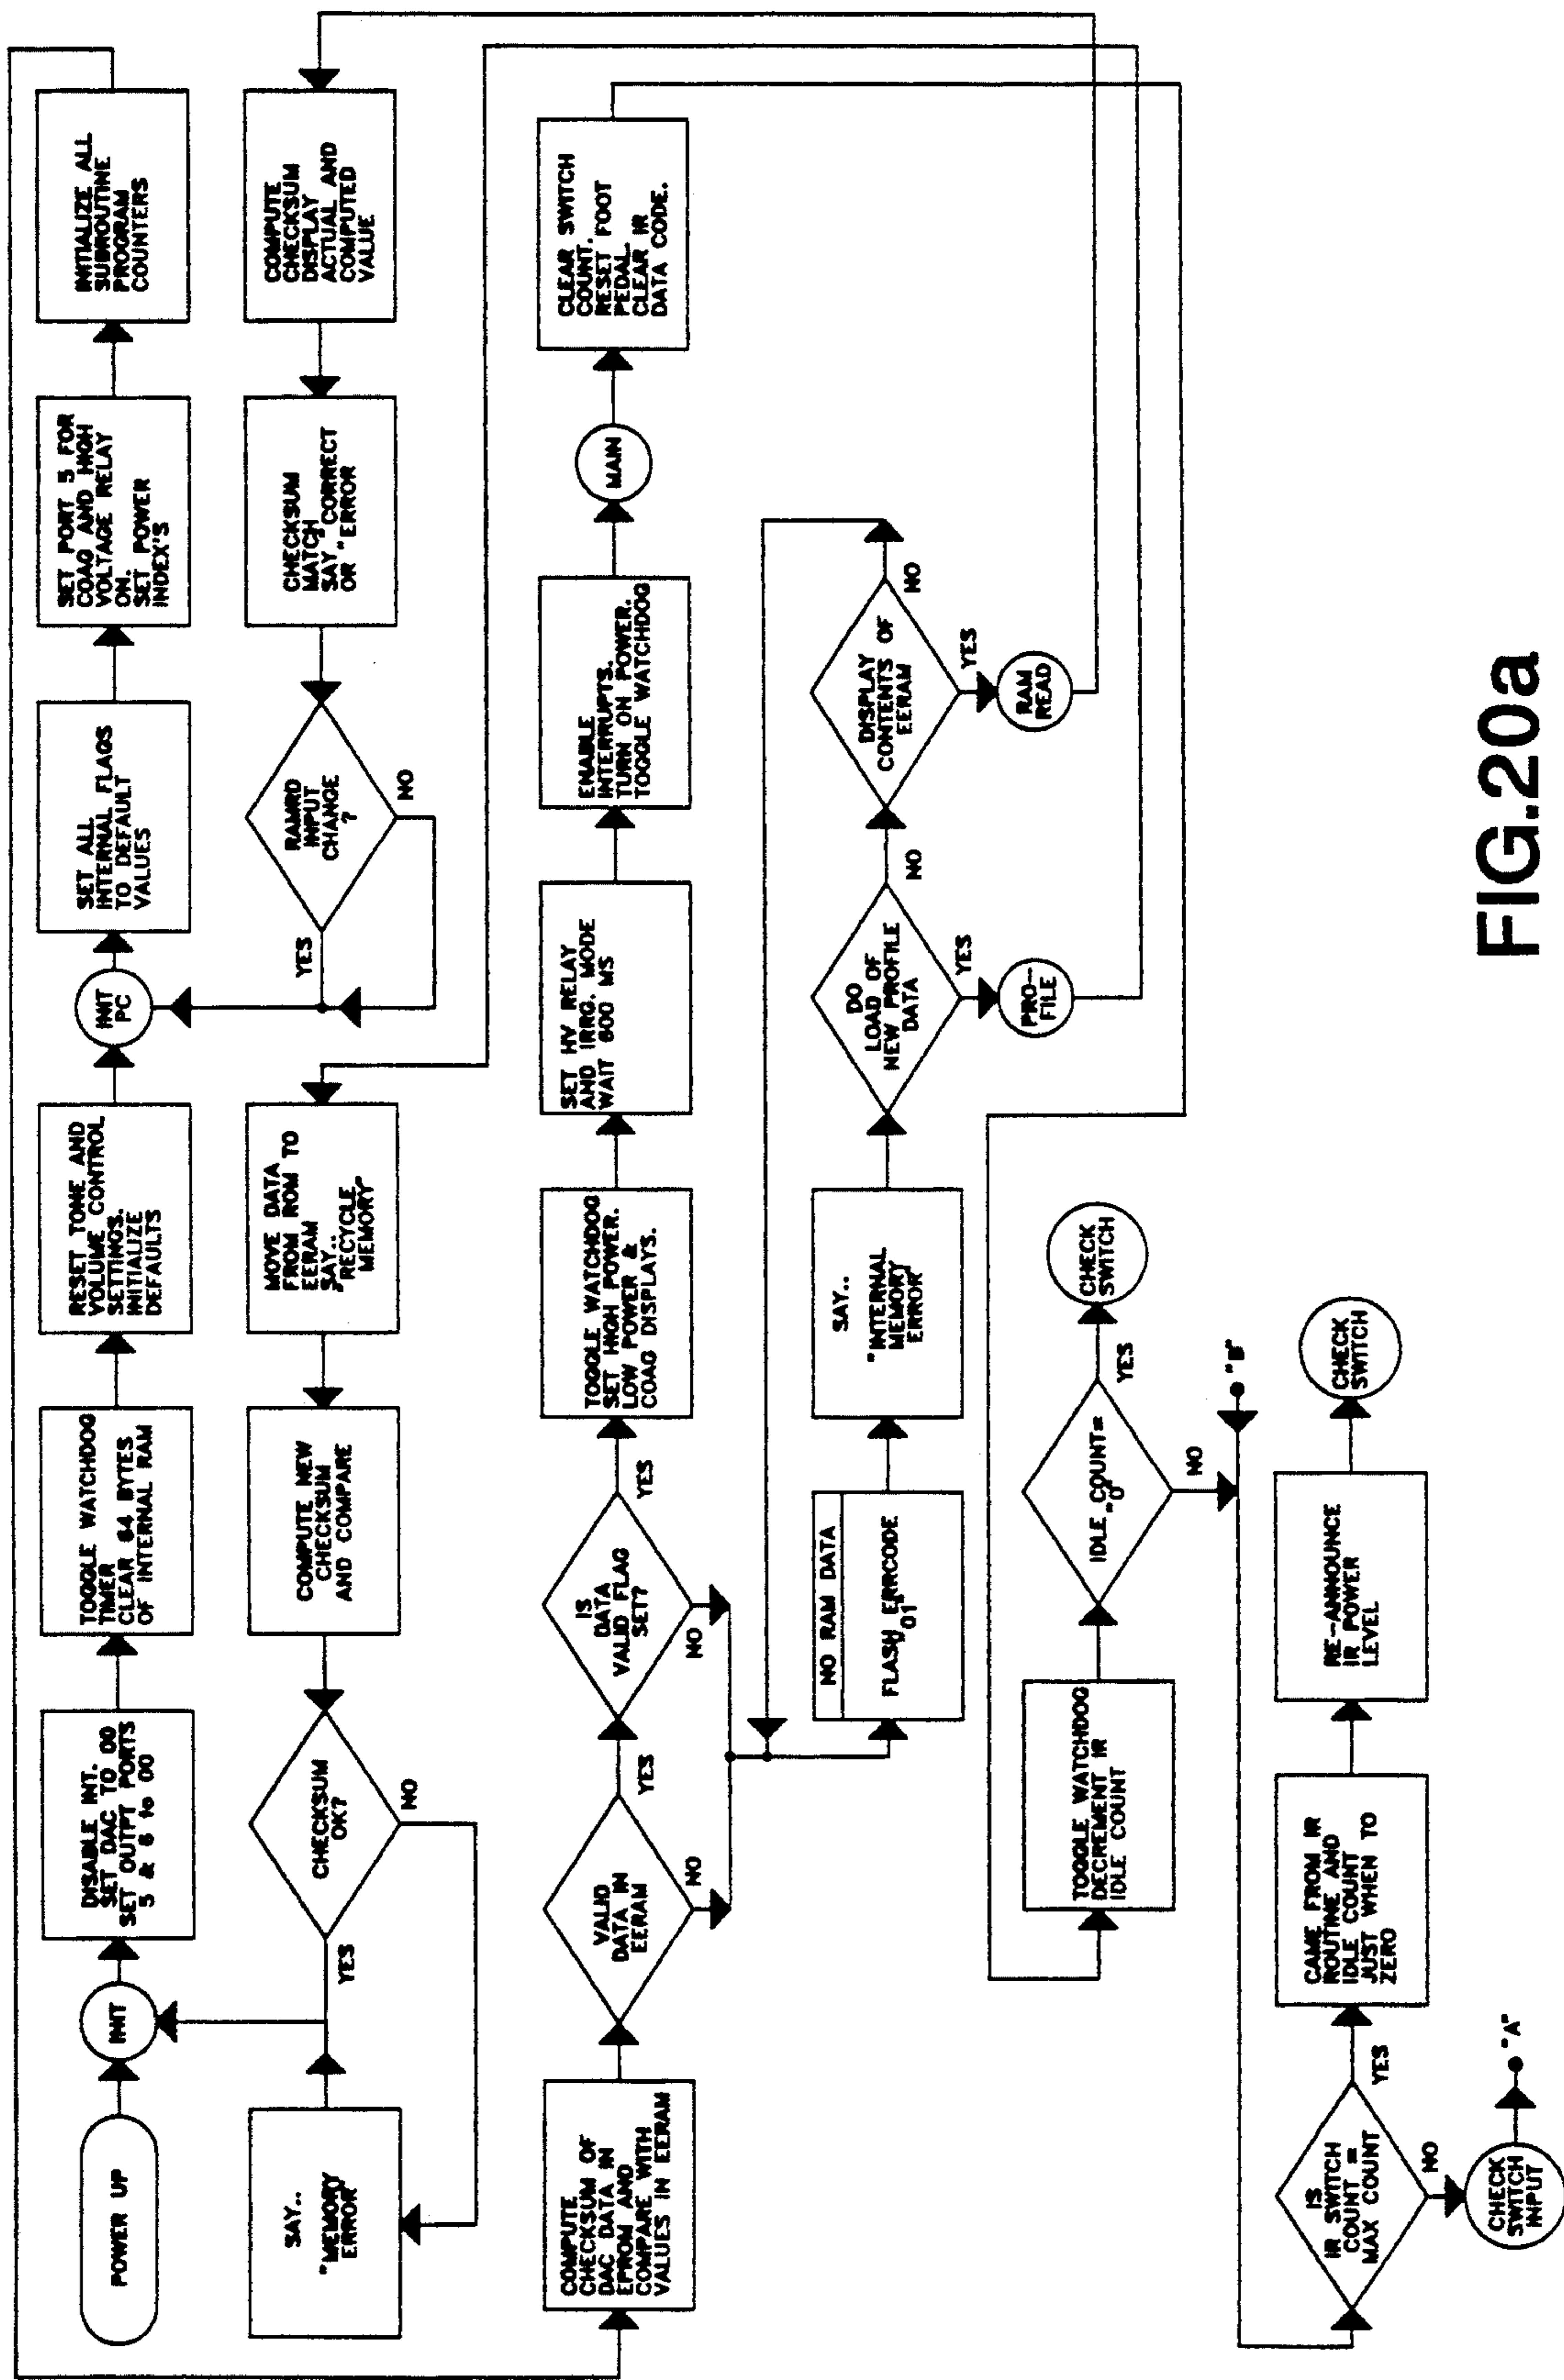 POWER UP
INIT
DISABLE INT.
SET DAC TO 00
SET OUTPT PORTS
5 & 6 to 00
TOGGLE WATCHDOG
TIMER
CLEAR 64 BYTES
OF INTERNAL RAM
RESET TONE AND
VOLUME CONTROL
SETTINGS.
INITIALIZE
DEFAULTS
INIT
PC
SET ALL
INTERNAL FLAGS
TO DEFAULT
VALUES
SET PORT 5 FOR
COAG AND HIGH
VOLTAGE RELAY
ON.
SET POWER
INDEX'S
INITIALIZE ALL
SUBROUTINE
PROGRAM
COUNTERS
SAY..
"MEMORY
ERROR"
YES
CHECKSUM
OK?
NO
COMPUTE NEW
CHECKSUM
AND COMPARE
MOVE DATA
FROM ROM TO
EERAM
SAY..
"RECYCLE
MEMORY"
YES
RAMRD
INPUT
CHANGE
?
NO
CHECKSUM
MATCH
SAY "CORRECT
OR "ERROR
COMPUTE
CHECKSUM
DISPLAY
ACTUAL AND
COMPUTED
VALUE
COMPUTE
CHECKSUM OF
DAC DATA IN
EPROM AND
COMPARE WITH
VALUES IN EERAM
VALID
DATA IN
EERAM
YES
NO
IS
DATA
VALID FLAG
SET?
YES
NO
TOGGLE WATCHDOG
SET HIGH POWER.
LOW POWER &
COAG DISPLAYS.
SET HV RELAY
AND IRRG. MODE
WAIT 600 MS
ENABLE
INTERRUPTS.
TURN ON POWER.
TOGGLE WATCHDOG
MAIN
CLEAR SWITCH
COUNT.
RESET FOOT
PEDAL.
CLEAR IR
DATA CODE.
NO RAM DATA
FLASH ERRCODE
"01"
SAY..
"INTERNAL
MEMORY
ERROR"
DO
LOAD OF
NEW PROFILE
DATA
NO
YES
PRO-
FILE
DISPLAY
CONTENTS OF
EERAM
NO
YES
RAM
READ
TOGGLE WATCHDOG
DECREMENT IR
IDLE COUNT
IDLE COUNT=
"0"
YES
NO
CHECK
SWITCH
"B"
IS
IR SWITCH
COUNT =
MAX COUNT
YES
NO
CHECK
SWITCH
INPUT
"A"
CAME FROM IR
ROUTINE AND
IDLE COUNT
JUST WHEN TO
ZERO
RE-ANNOUNCE
IR POWER
LEVEL
CHECK
SWITCH
FIG.20a